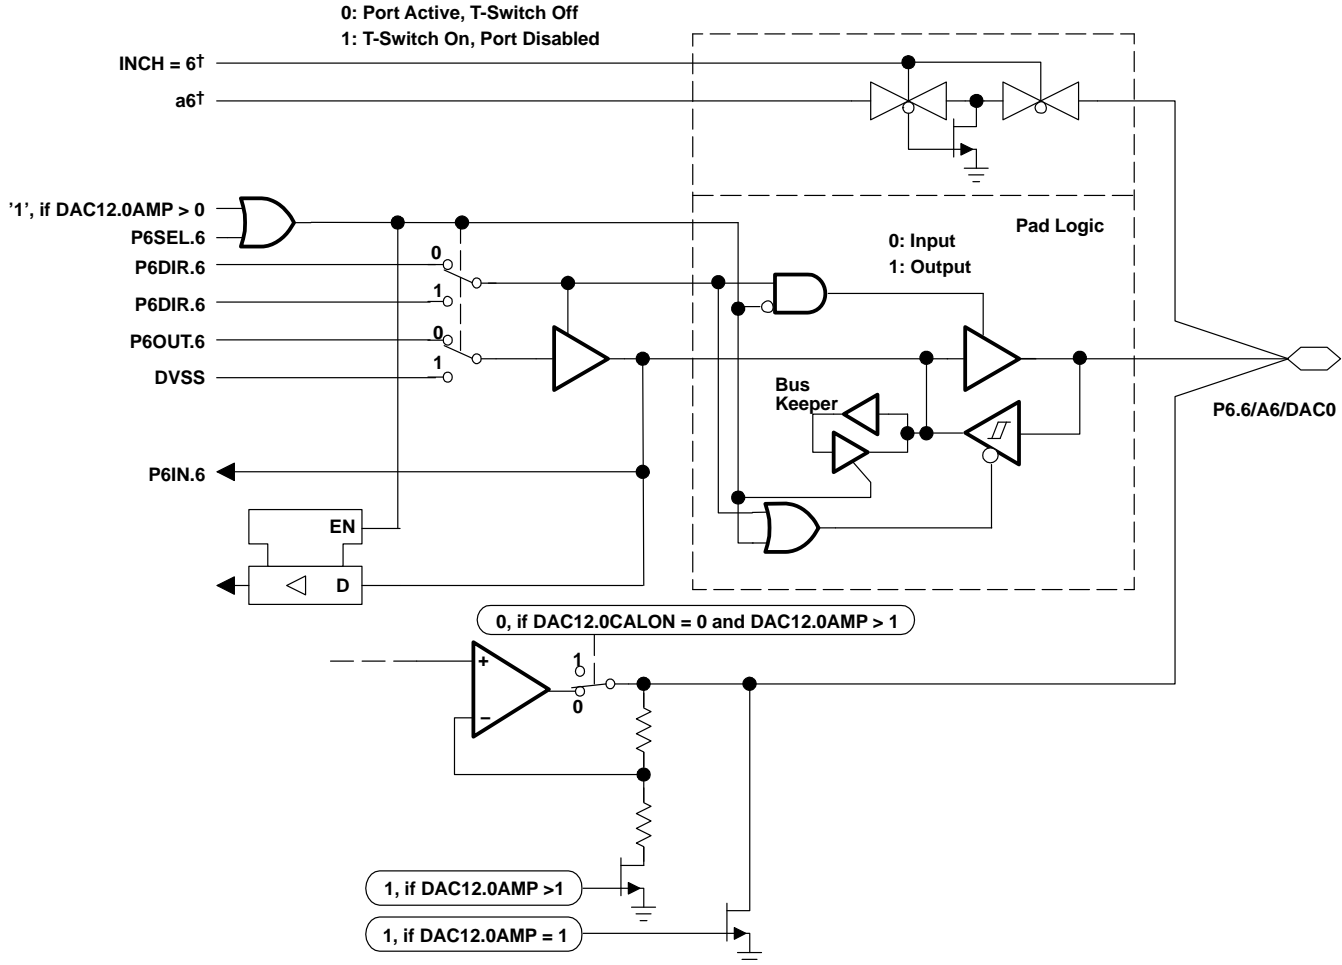 0: Port Active, T-Switch Off
1: T-Switch On, Port Disabled
INCH = 6†
a6†
'1', if DAC12.0AMP > 0
P6SEL.6
P6DIR.6
0
P6DIR.6
1
P6OUT.6
0
DVSS
1
Pad Logic
0: Input
1: Output
Bus
Keeper
P6.6/A6/DAC0
P6IN.6
EN
D
0, if DAC12.0CALON = 0 and DAC12.0AMP > 1
+
−
1
0
1, if DAC12.0AMP >1
1, if DAC12.0AMP = 1